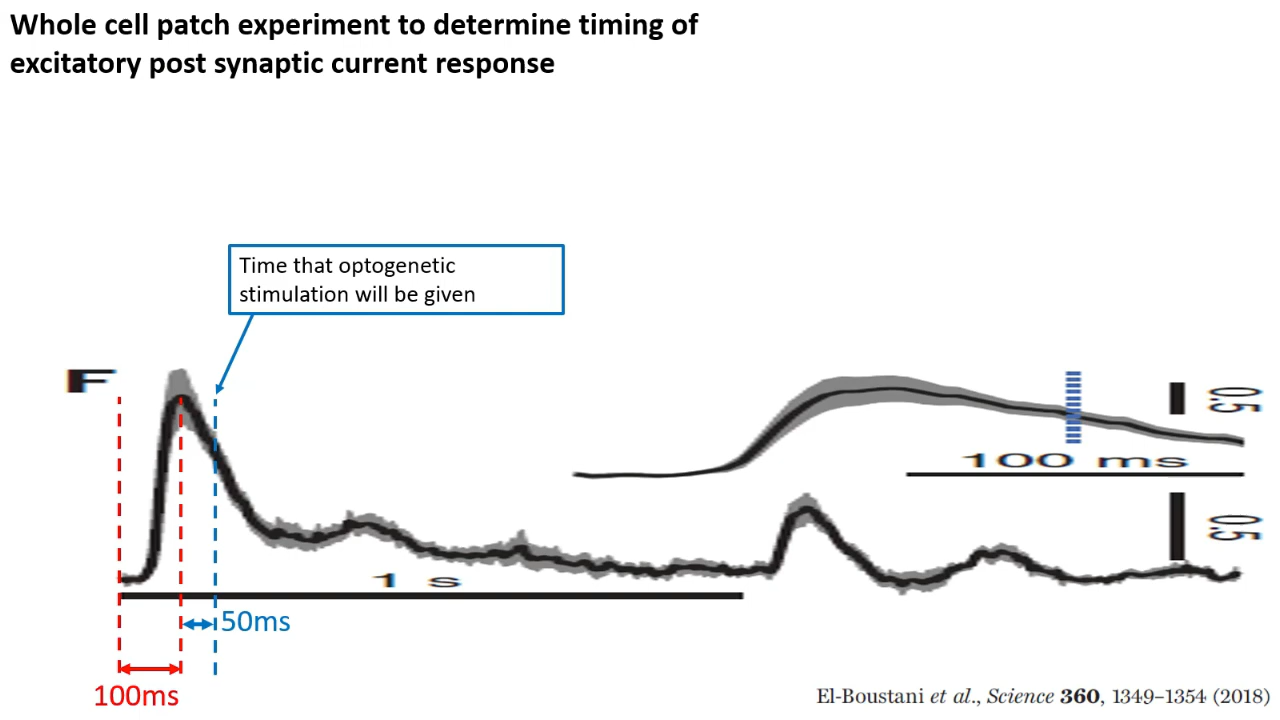 Whole cell patch experiment to determine timing of
excitatory post synaptic current response
Time that optogenetic
stimulation will be given
F
0.5
100 ms
0.5
1 s
50ms
100ms
El-Boustani et al., Science 360, 1349–1354 (2018)